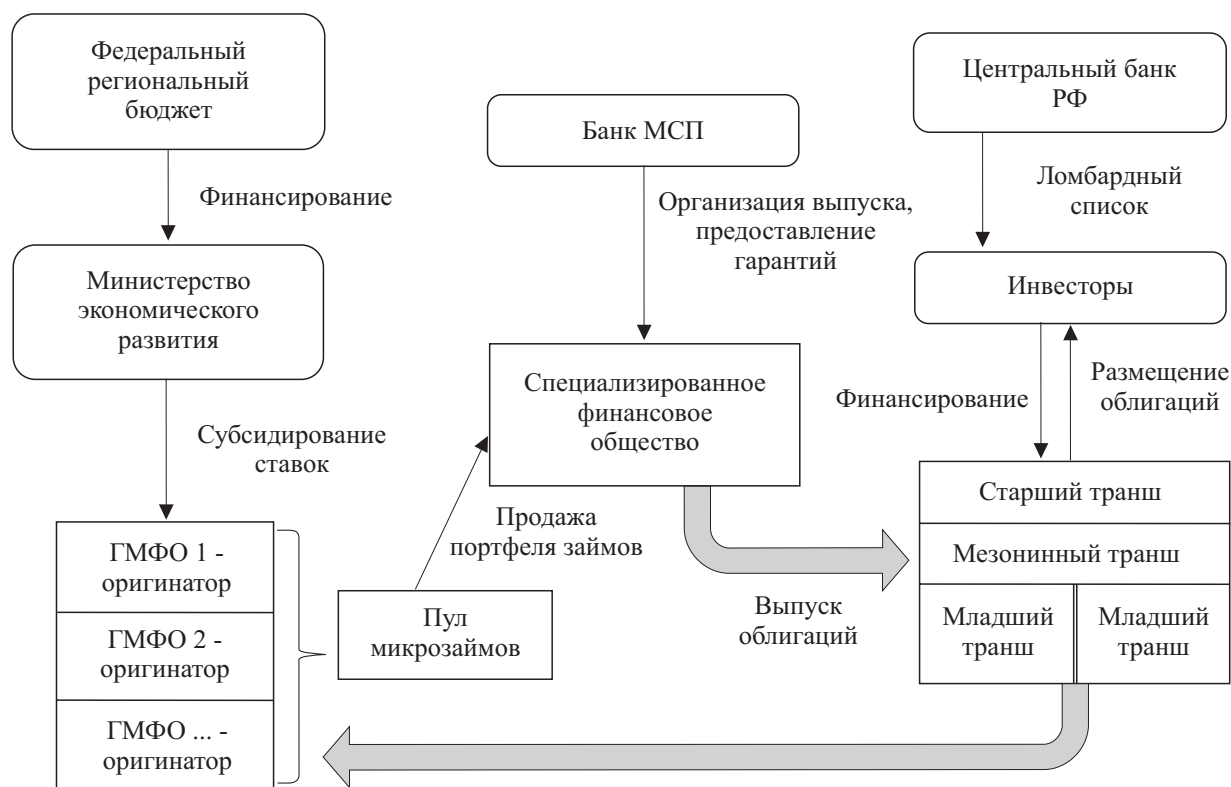 Федеральный
региональный
бюджет
Финансирование
Министерство
экономического
развития
Субсидирование
ставок
ГМФО 1 -
оригинатор
ГМФО 2 -
оригинатор
ГМФО ... -
оригинатор
Пул
микрозаймов
Продажа
портфеля займов
Банк МСП
Организация выпуска,
предоставление
гарантий
Специализированное
финансовое
общество
Выпуск
облигаций
Центральный банк
РФ
Ломбардный
список
Инвесторы
Финансирование
Размещение
облигаций
Старший транш
Мезонинный транш
Младший
транш
Младший
транш